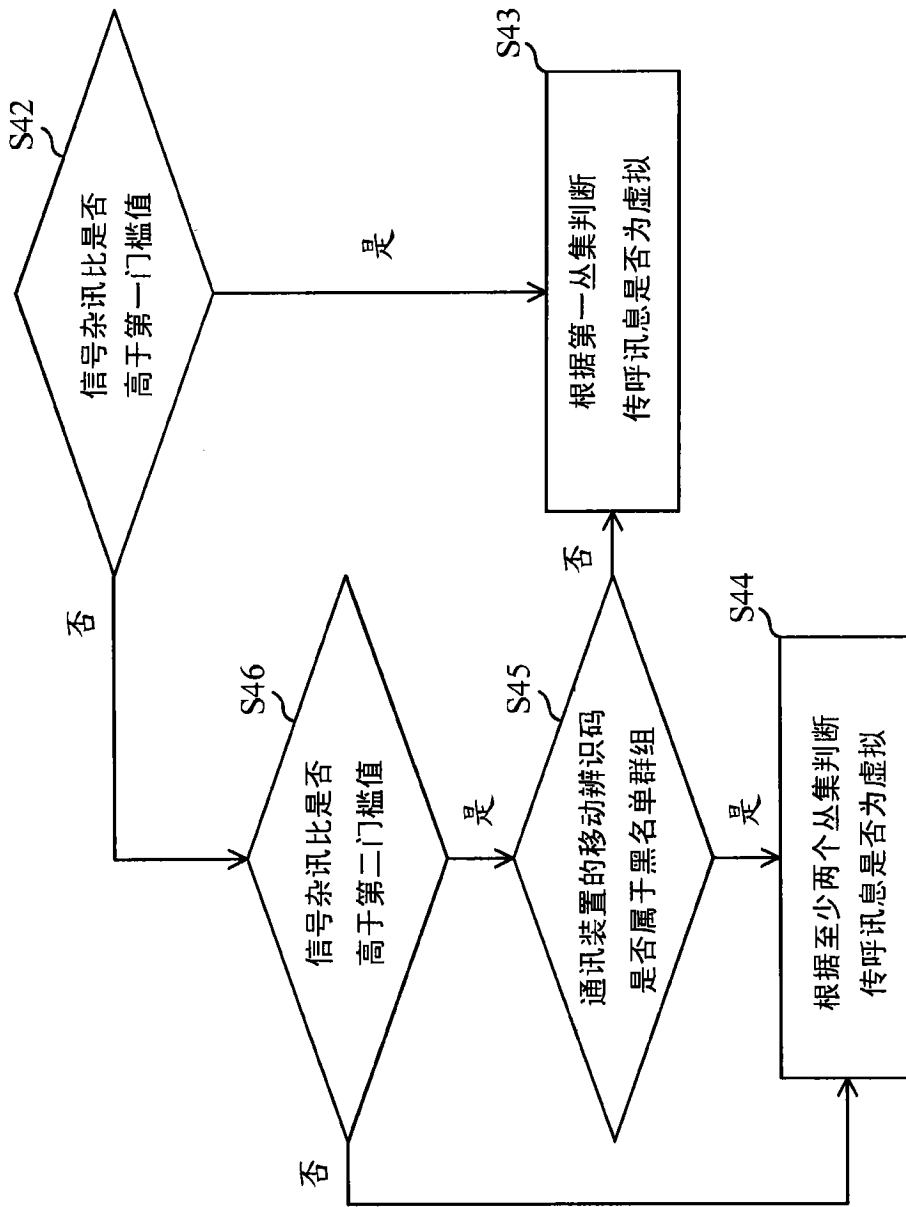 S42
信号杂讯比是否
高于第一门槛值
是
否
S46
信号杂讯比是否
高于第二门槛值
是
否
S45
通讯装置的移动辨识码
是否属于黑名单群组
否
是
S43
根据第一丛集判断
传呼讯息是否为虚拟
S44
根据至少两个丛集判断
传呼讯息是否为虚拟